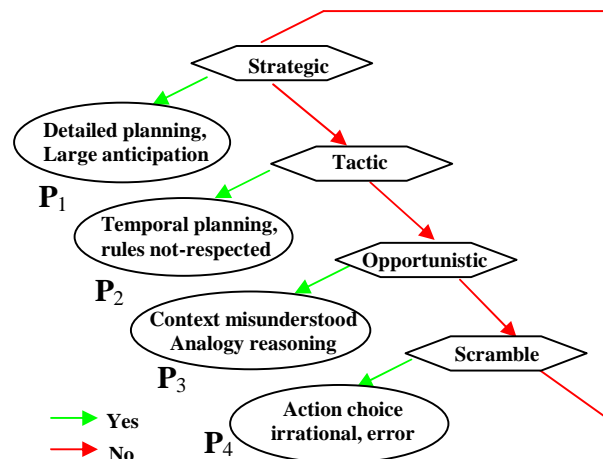 Strategic
Detailed planning,
Large anticipation
P1
Tactic
Temporal planning,
rules not-respected
P2
Opportunistic
Context misunderstood
Analogy reasoning
P3
Scramble
Action choice
irrational, error
P4
Yes
No